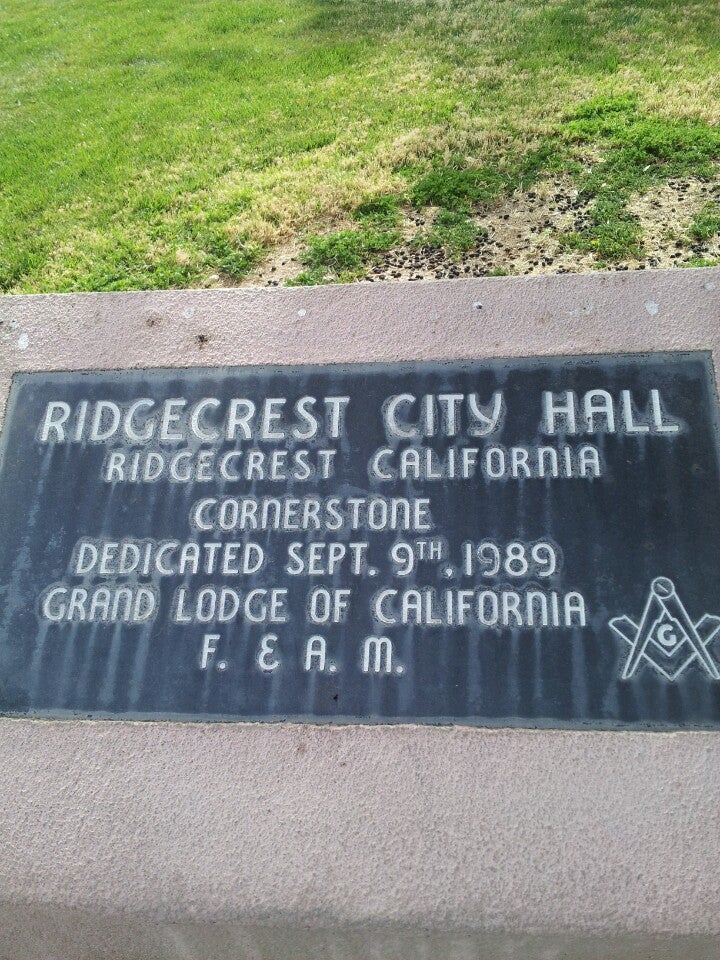 RIDGECREST CITY HALL
RIDGECREST CALIFORNIA
CORNERSTONE
DEDICATED SEPT. 9TH, 1989
GRAND LODGE OF CALIFORNIA
F. & A. M.
G